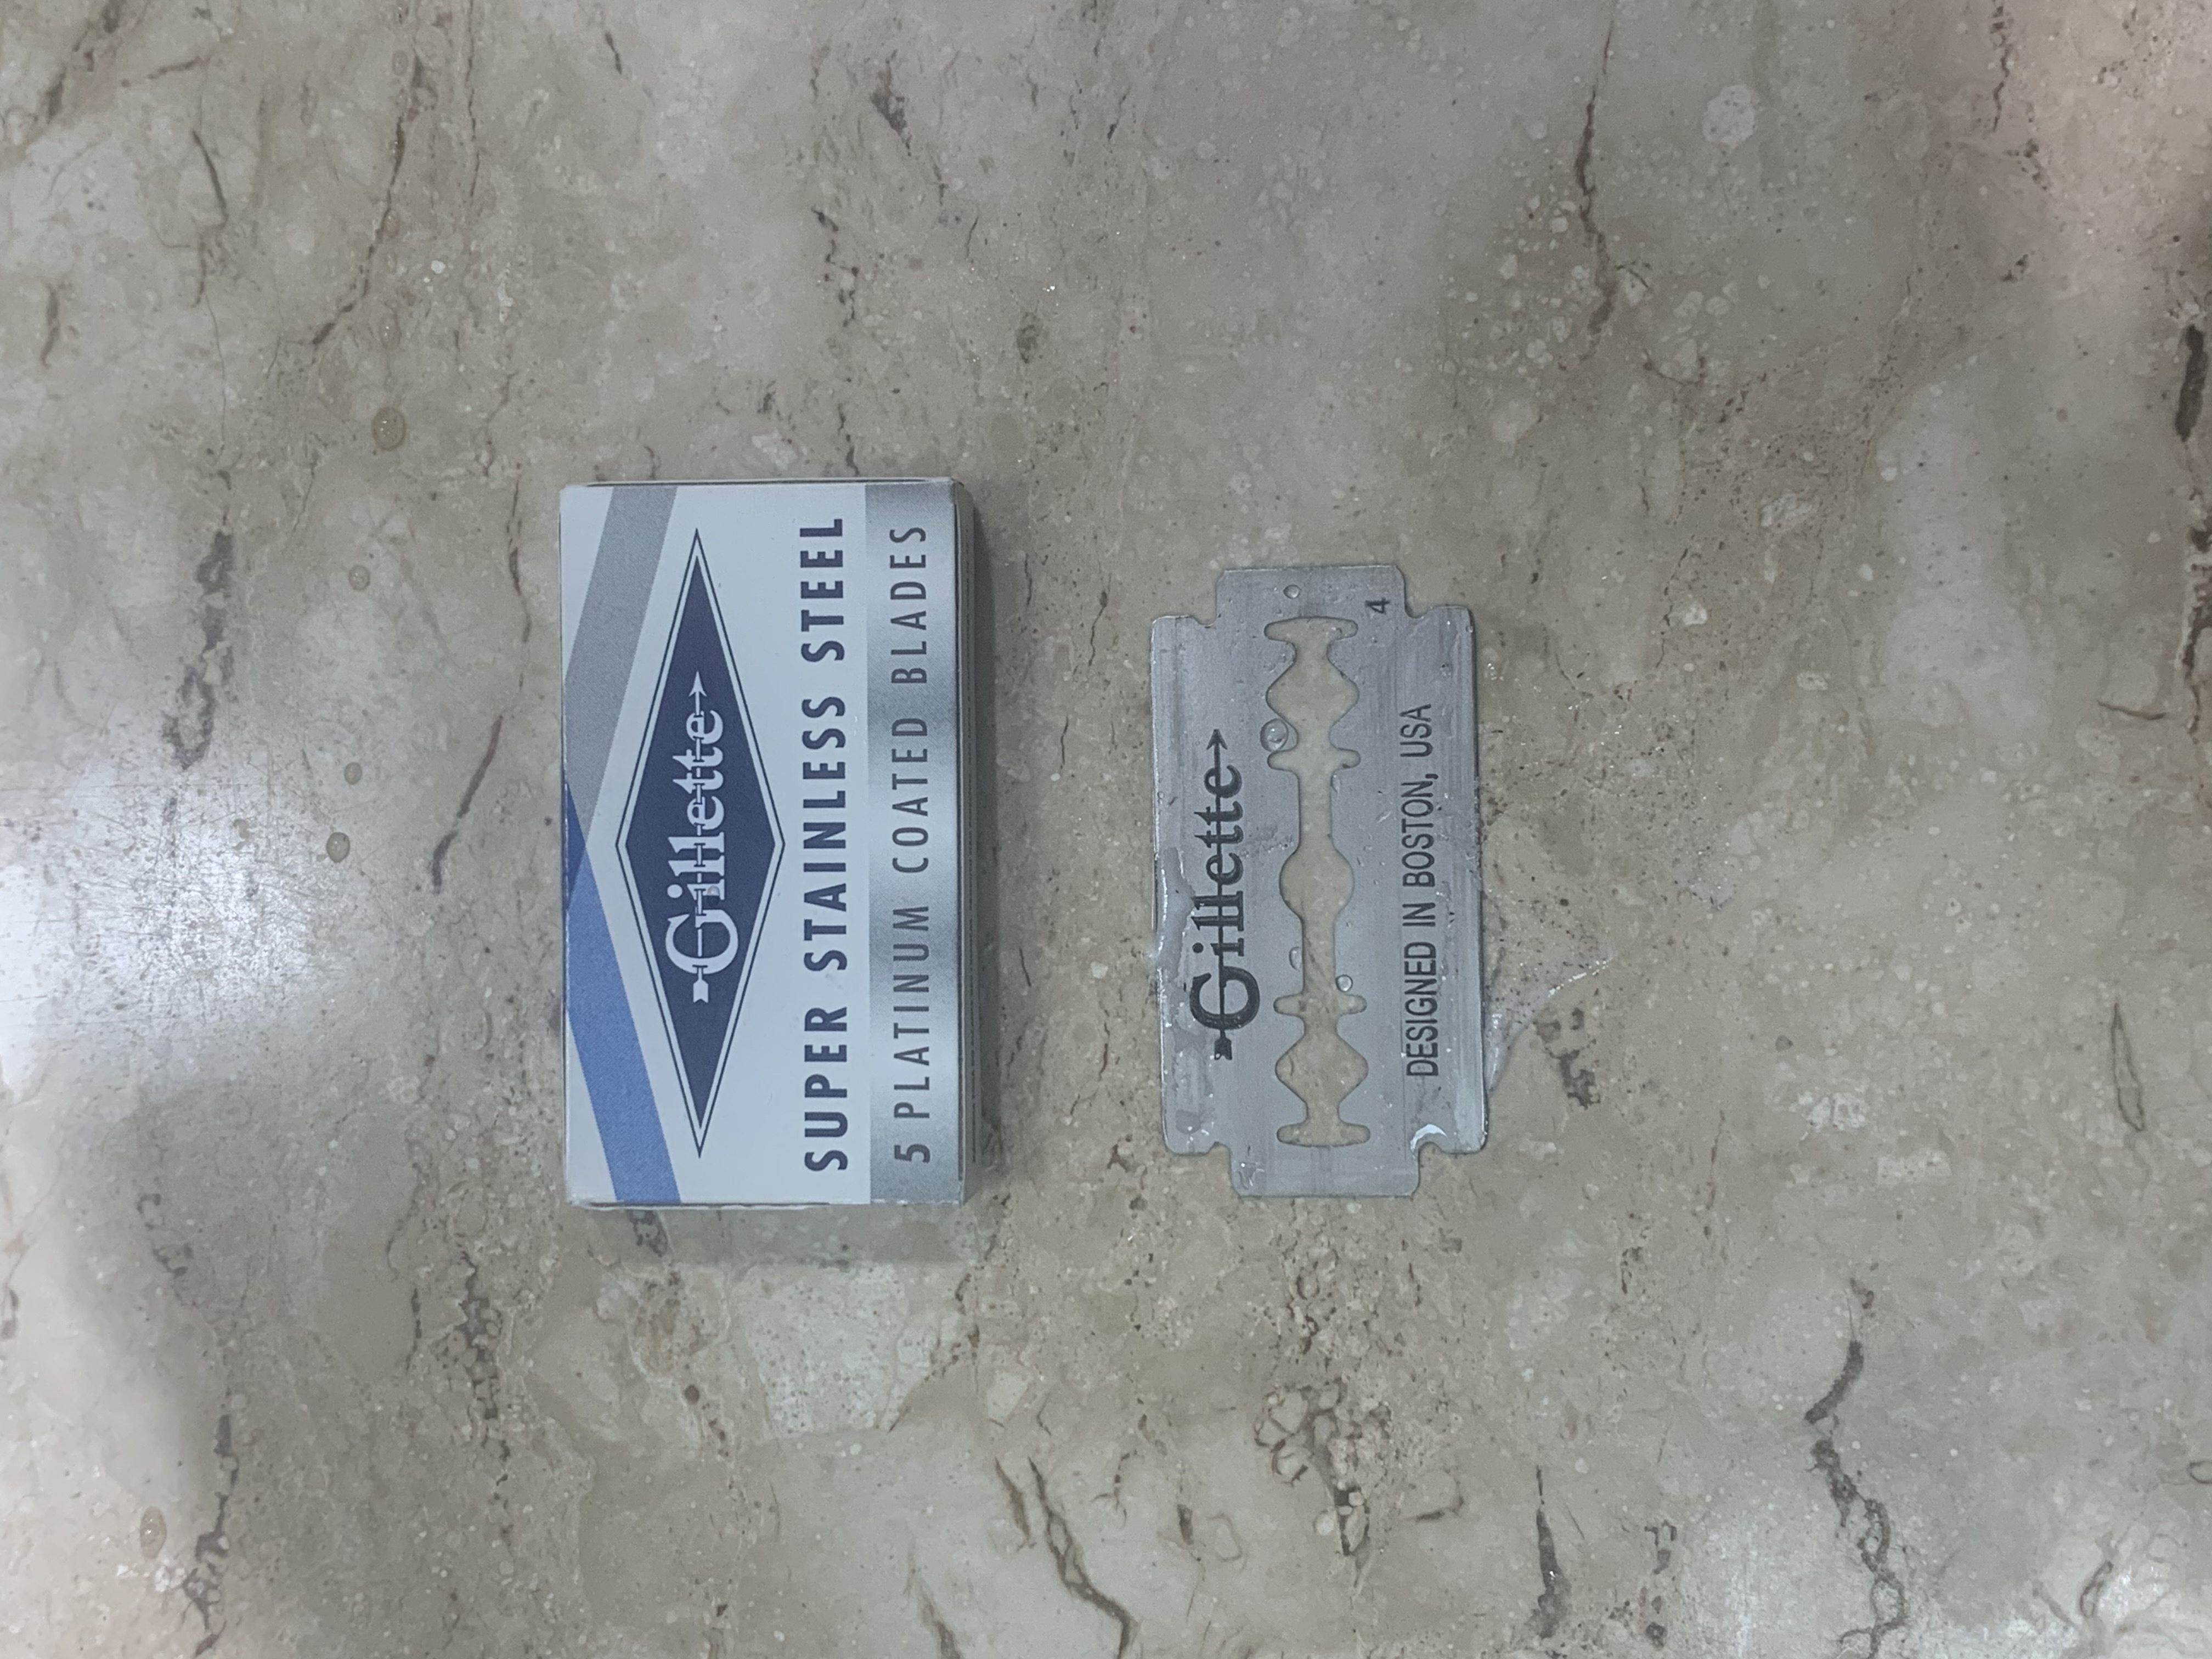 Gillette
SUPER STAINLESS STEEL
5 PLATINUM COATED BLADES
4
Gillette
DESIGNED IN BOSTON, USA